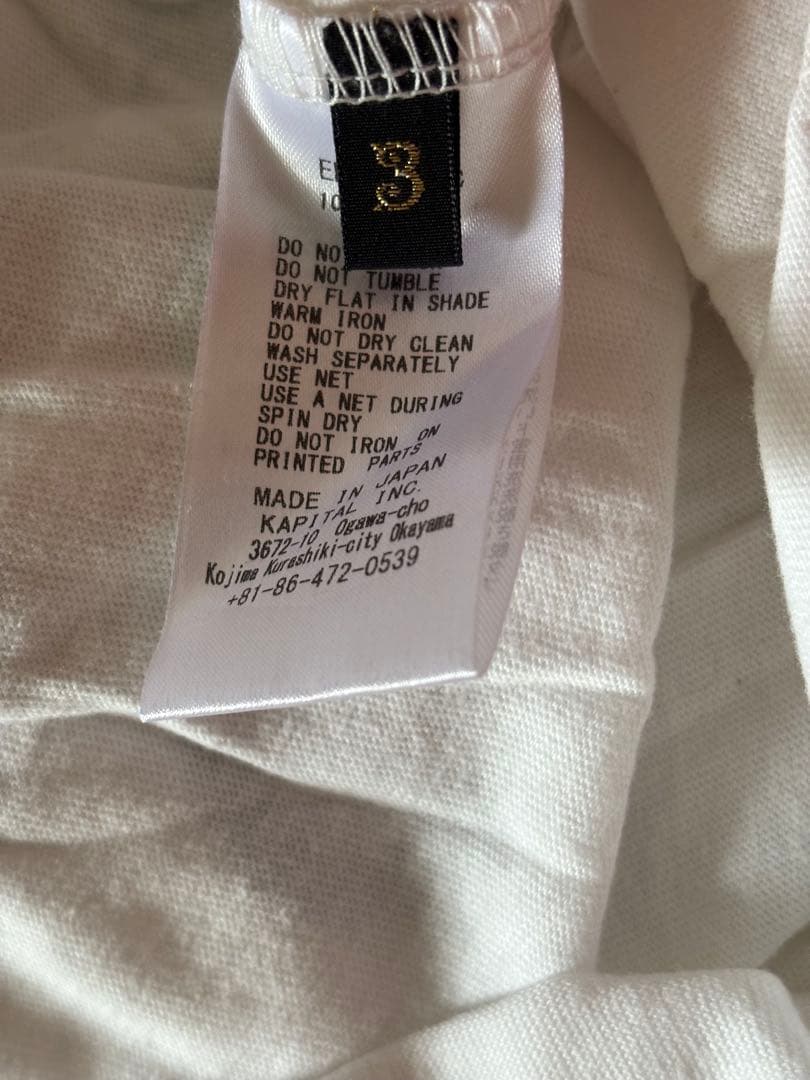 3
DO NO
DO NOT TUMBLE
DRY FLAT IN SHADE
WARM IRON
DO NOT DRY CLEAN
WASH SEPARATELY
USE NET
USE A NET DURING
SPIN DRY
DO NOT IRON ON
PRINTED PARTS
MADE IN JAPAN
KAPITAL INC.
3672-10 Ogawa-cho
Kojima Kurashiki-city Okayama
+81-86-472-0539